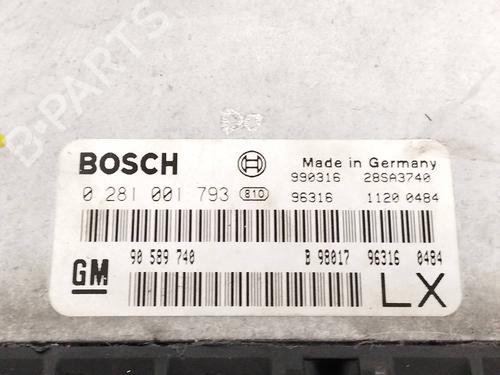 B-PARTS
BOSCH
Made in Germany
990316 28SA3740
0 281 001 793 810
96316 1120 0484
GM
90 589 740 B 98017 96316 0484
LX